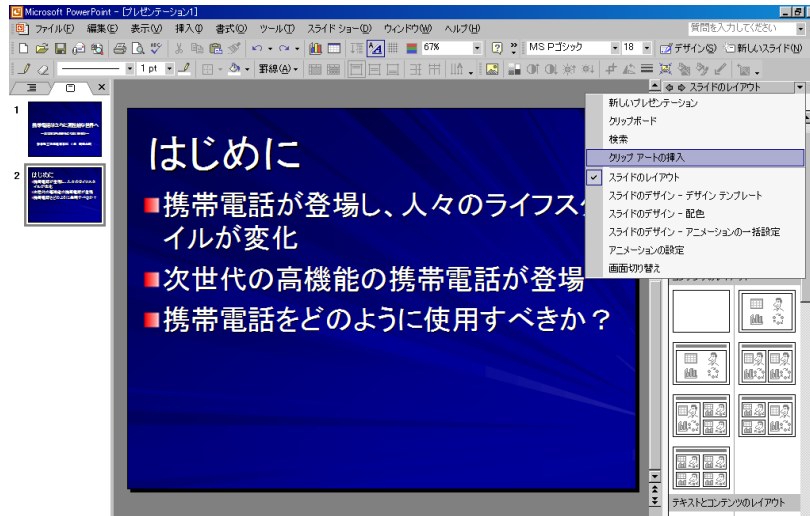 Microsoft PowerPoint - [プレゼンテーション1]
ファイル(F) 編集(E) 表示(V) 挿入(I) 書式(O) ツール(T) スライド ショー(D) ウィンドウ(W) ヘルプ(H) 質問を入力してください
67% MS Pゴシック 18 デザイン(S) 新しいスライド(N)
1 pt 罫線(A)
スライドのレイアウト
新しいプレゼンテーション
クリップボード
検索
クリップ アートの挿入
スライドのレイアウト
スライドのデザイン - デザイン テンプレート
スライドのデザイン - 配色
スライドのデザイン - アニメーションの一括設定
アニメーションの設定
画面切り替え
1
2
はじめに
はじめに
携帯電話が登場し、人々のライフス
イルが変化
次世代の高機能の携帯電話が登場
携帯電話をどのように使用すべきか？
テキストとコンテンツのレイアウト